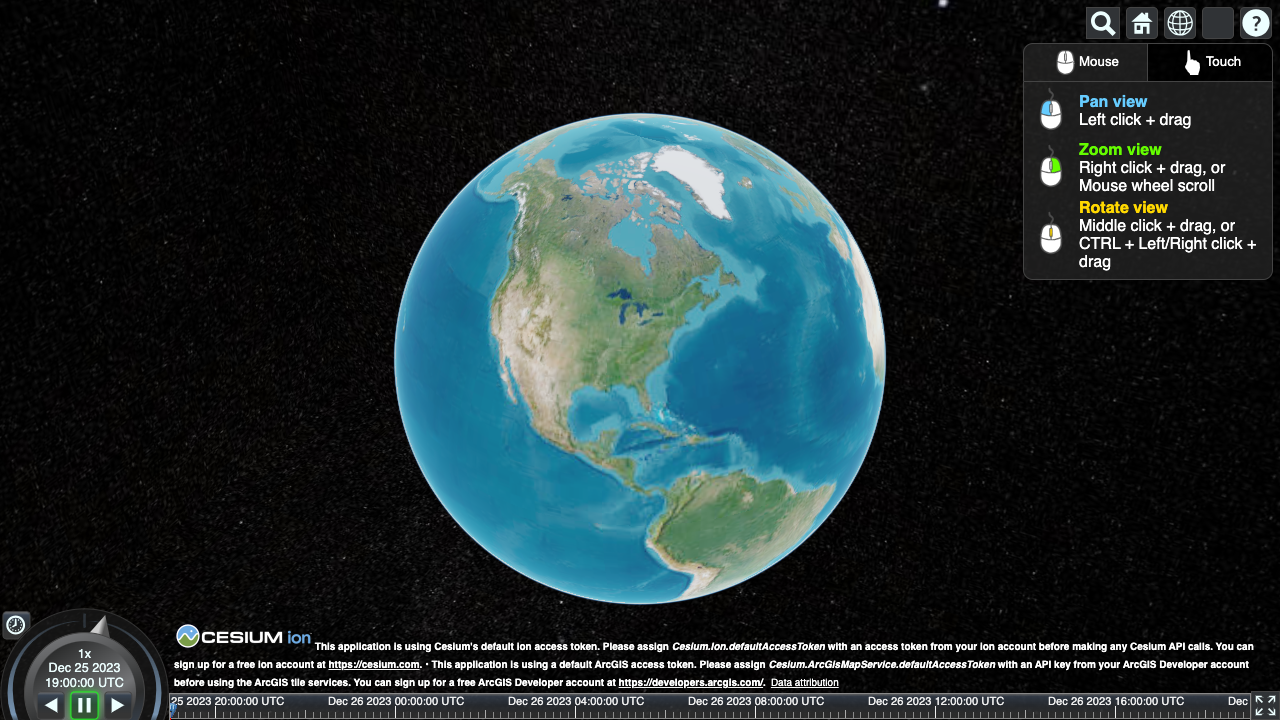 ?
Mouse
Touch
Pan view
Left click + drag
Zoom view
Right click + drag, or
Mouse wheel scroll
Rotate view
Middle click + drag, or
CTRL + Left/Right click +
drag
CESIUM ion This application is using Cesium's default ion access token. Please assign Cesium.Ion.defaultAccessToken with an access token from your ion account before making any Cesium API calls. You can
sign up for a free ion account at https://cesium.com. • This application is using a default ArcGIS access token. Please assign Cesium.ArcGisMapService.defaultAccessToken with an API key from your ArcGIS Developer account
before using the ArcGIS tile services. You can sign up for a free ArcGIS Developer account at https://developers.arcgis.com/. Data attribution
1x
Dec 25 2023
19:00:00 UTC
25 2023 20:00:00 UTC
Dec 26 2023 00:00:00 UTC
Dec 26 2023 04:00:00 UTC
Dec 26 2023 08:00:00 UTC
Dec 26 2023 12:00:00 UTC
Dec 26 2023 16:00:00 UTC
Dec